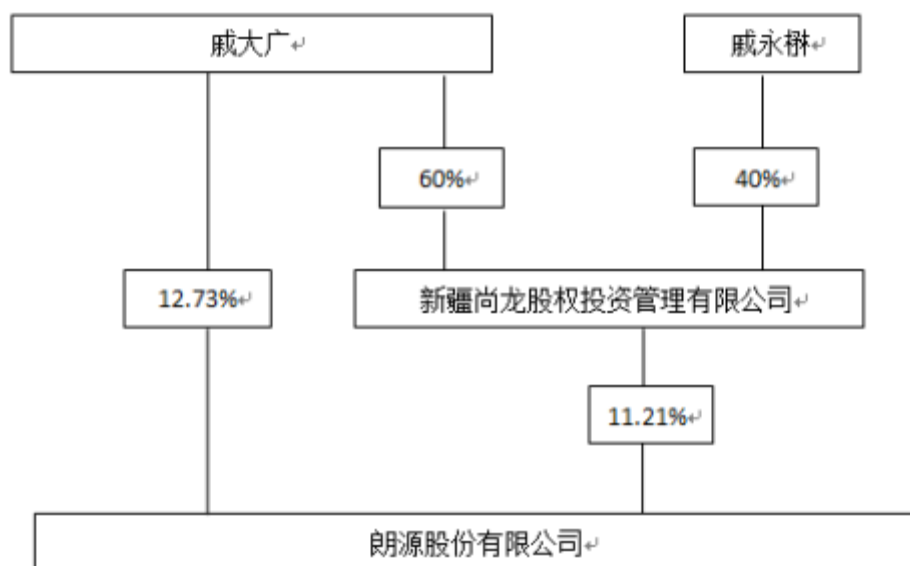 戚大广
戚永楙
60%
40%
12.73%
新疆尚龙股权投资管理有限公司
11.21%
朗源股份有限公司